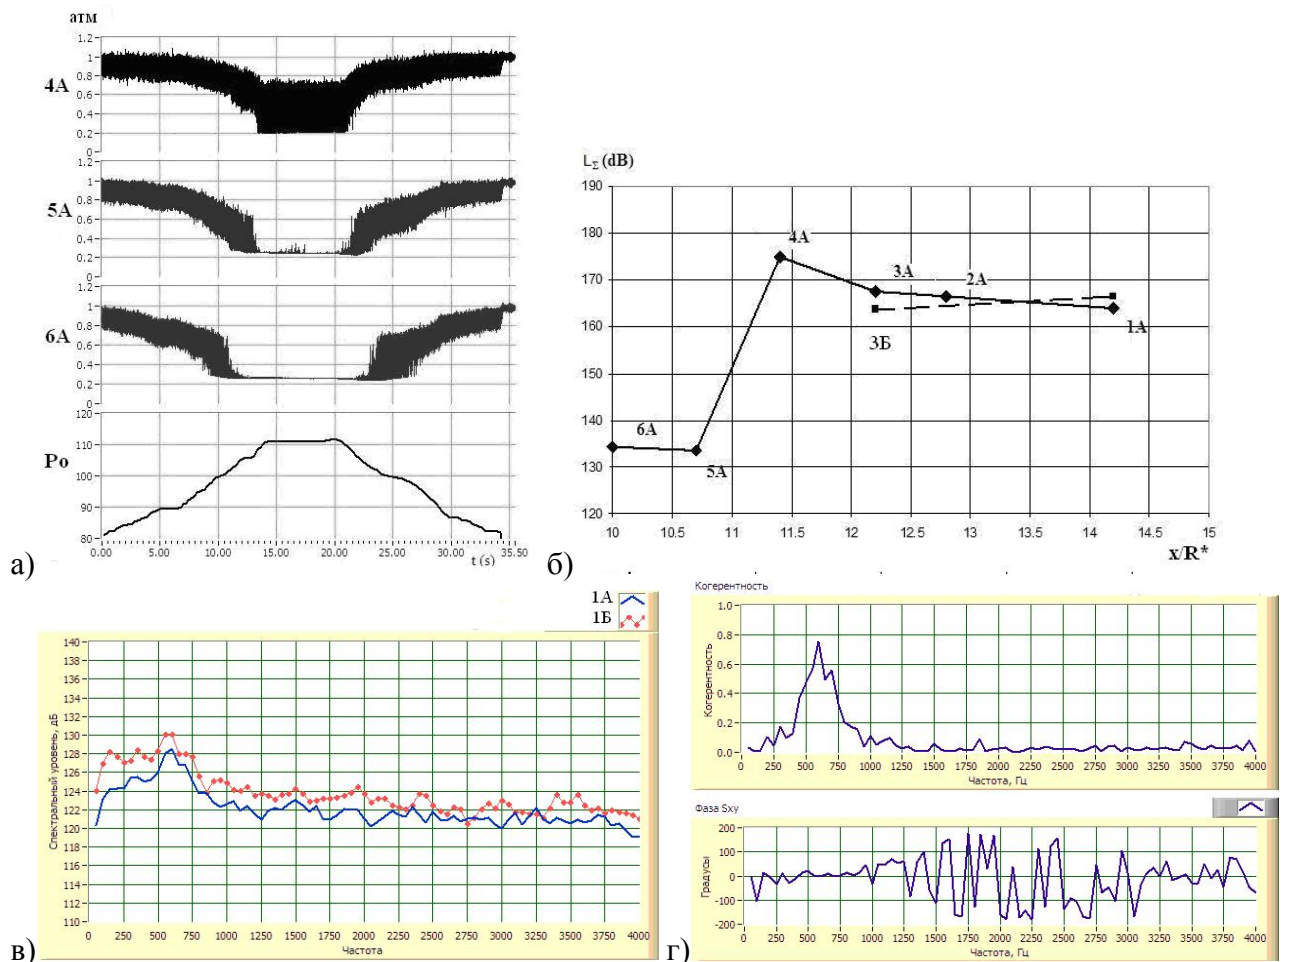 атм
1.2
1
0.8
4А
0.6
0.4
0.2
0
1.2
1
0.8
5А
0.6
0.4
0.2
0
1.2
1
0.8
6А
0.6
0.4
0.2
0
120
110
Po
100
90
80
0.00 5.00 10.00 15.00 20.00 25.00 30.00 35.50
t (s)
а)
LΣ (dB)
190
180
170
160
150
140
130
120
4А
3А
2А
1А
3Б
6А
5А
10 10.5 11 11.5 12 12.5 13 13.5 14 14.5 15
x/R*
б)
1А
1Б
140
138
136
134
132
130
128
126
124
122
120
118
116
114
112
110
Спектральный уровень, дБ
0 250 500 750 1000 1250 1500 1750 2000 2250 2500 2750 3000 3250 3500 3750 4000
Частота
в)
Когерентность
1.0
0.8
0.6
0.4
0.2
0.0
Когерентность
0 250 500 750 1000 1250 1500 1750 2000 2250 2500 2750 3000 3250 3500 3750 4000
Частота, Гц
Фаза Sxy
200
100
0
-100
-200
Градусы
0 250 500 750 1000 1250 1500 1750 2000 2250 2500 2750 3000 3250 3500 3750 4000
Частота, Гц
г)